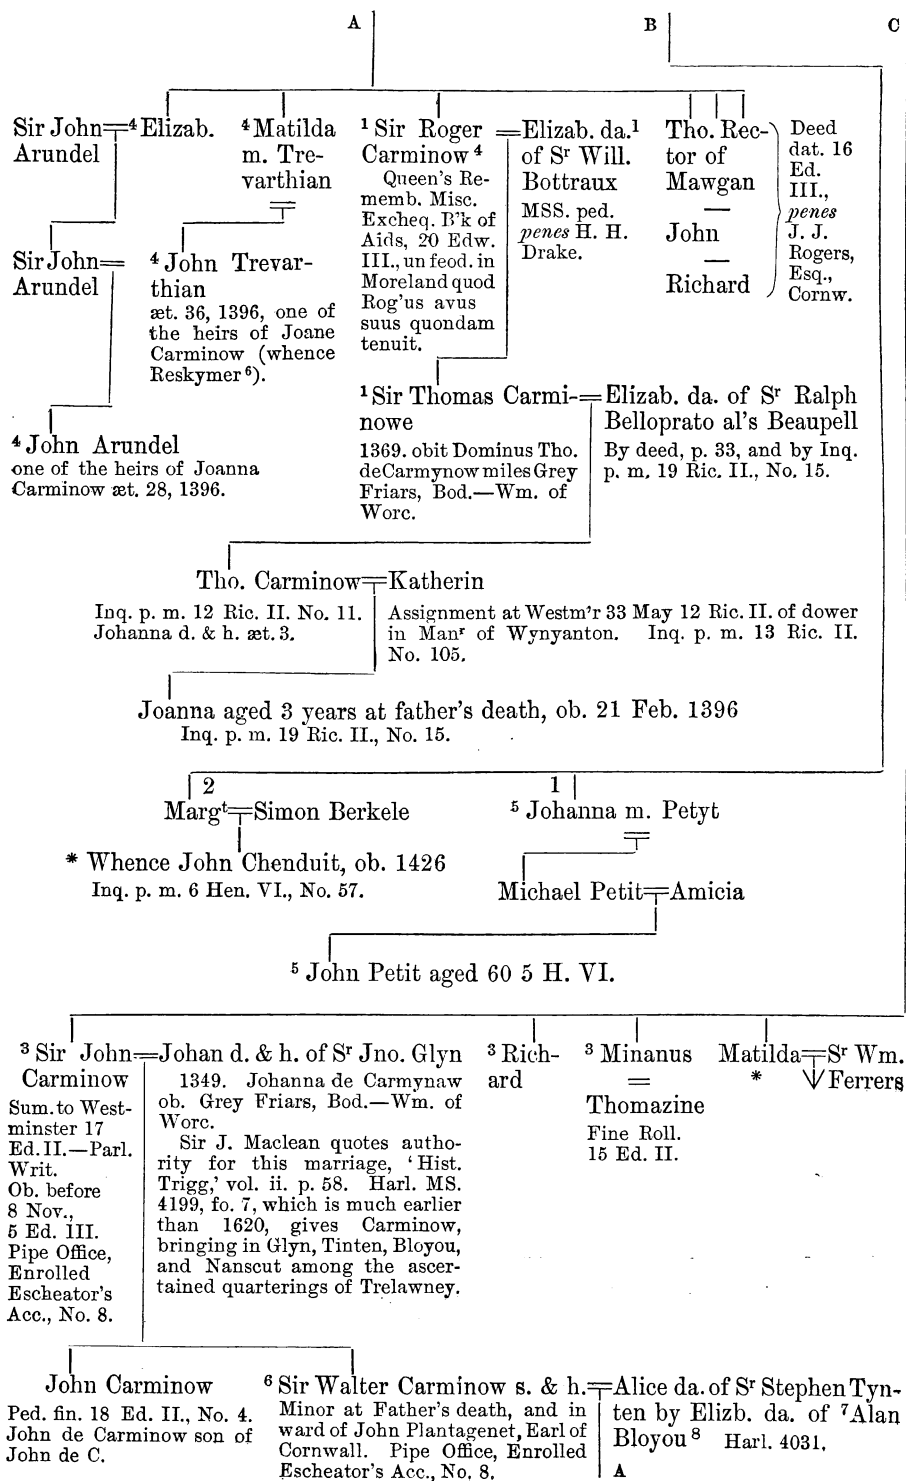 A B C
Sir John ⁴Elizab.
Arundel
⁴Matilda
m. Tre-
varthian
¹Sir Roger
Carminow⁴
Queen's Re-
memb. Misc.
Excheq. B'k of
Aids, 20 Edw.
III., un feod. in
Moreland quod
Rog'us avus
suus quondam
tenuit.
=Elizab. da.¹
of Sʳ Will.
Bottraux
MSS. ped.
penes H. H.
Drake.
Tho. Rec-
tor of
Mawgan
—
John
—
Richard
Deed
dat. 16
Ed.
III.,
penes
J. J.
Rogers,
Esq.,
Cornw.
Sir John=
Arundel
⁴John Trevar-
thian
æt. 36, 1396, one of
the heirs of Joane
Carminow (whence
Reskymer⁶).
⁴John Arundel
one of the heirs of Joanna
Carminow æt. 28, 1396.
¹Sir Thomas Carmi-
nowe
1369. obit Dominus Tho.
deCarmynow miles Grey
Friars, Bod.—Wm. of
Worc.
=Elizab. da. of Sʳ Ralph
Belloprato al's Beaupell
By deed, p. 33, and by Inq.
p. m. 19 Ric. II., No. 15.
Tho. Carminow=Katherin
Inq. p. m. 12 Ric. II. No. 11.
Johanna d. & h. æt. 3.
Assignment at Westm'r 33 May 12 Ric. II. of dower
in Manʳ of Wynyanton. Inq. p. m. 13 Ric. II.
No. 105.
Joanna aged 3 years at father's death, ob. 21 Feb. 1396
Inq. p. m. 19 Ric. II., No. 15.
2 1
Margᵗ=Simon Berkele
⁵Johanna m. Petyt
* Whence John Chenduit, ob. 1426
Inq. p. m. 6 Hen. VI., No. 57.
Michael Petit=Amicia
⁵John Petit aged 60 5 H. VI.
³Sir John
Carminow
Sum. to West-
minster 17
Ed. II.—Parl.
Writ.
Ob. before
8 Nov.,
5 Ed. III.
Pipe Office,
Enrolled
Escheator's
Acc., No. 8.
=Johan d. & h. of Sʳ Jno. Glyn
1349. Johanna de Carmynaw
ob. Grey Friars, Bod.—Wm. of
Worc.
Sir J. Maclean quotes autho-
rity for this marriage, 'Hist.
Trigg,' vol. ii. p. 58. Harl. MS.
4199, fo. 7, which is much earlier
than 1620, gives Carminow,
bringing in Glyn, Tinten, Bloyou,
and Nanscut among the ascer-
tained quarterings of Trelawney.
³Rich-
ard
³Minanus
=
Thomazine
Fine Roll.
15 Ed. II.
Matilda=Sʳ Wm.
* Ferrers
John Carminow
Ped. fin. 18 Ed. II., No. 4.
John de Carminow son of
John de C.
⁶Sir Walter Carminow s. & h.
Minor at Father's death, and in
ward of John Plantagenet, Earl of
Cornwall. Pipe Office, Enrolled
Escheator's Acc., No. 8.
=Alice da. of Sʳ Stephen Tyn-
ten by Elizb. da. of ⁷Alan
Bloyou⁸ Harl. 4031.
A